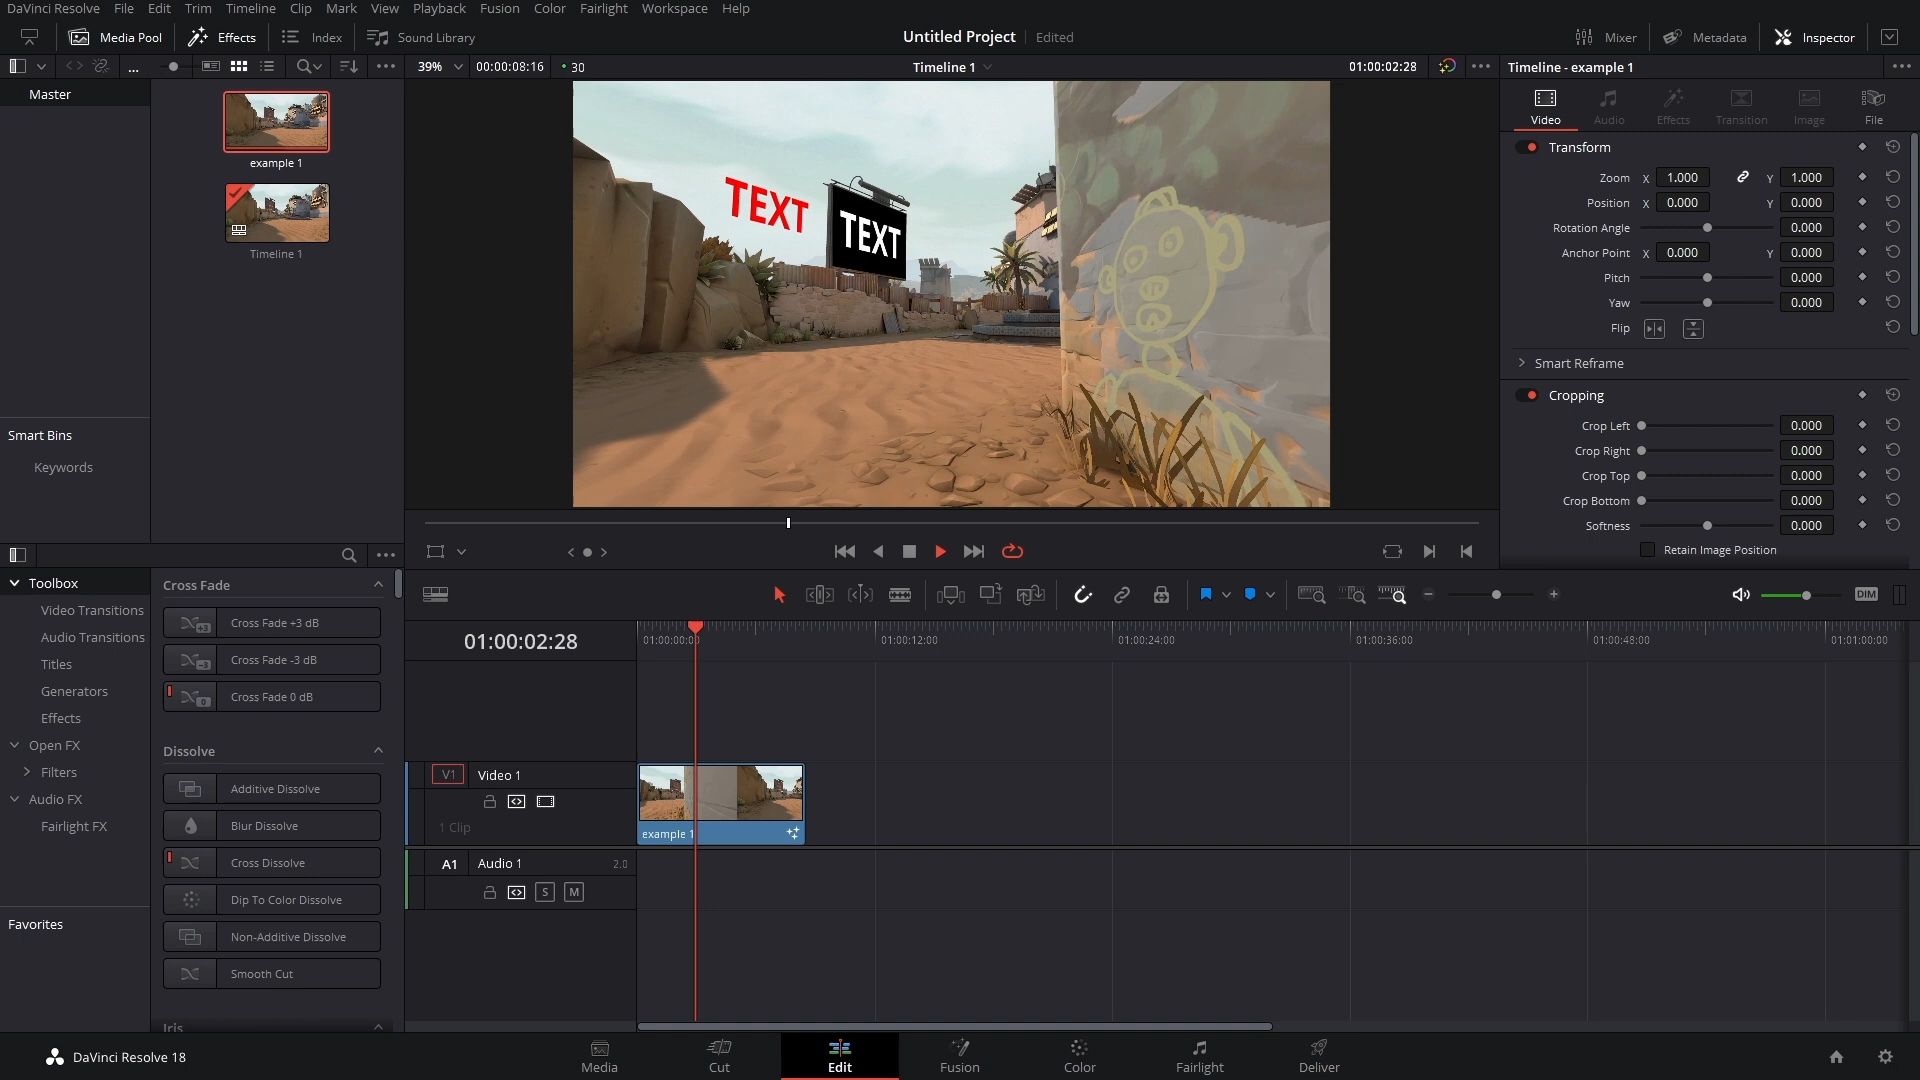 DaVinci Resolve File Edit Trim Timeline Clip Mark View Playback Fusion Color Fairlight Workspace Help
Media Pool Effects Index Sound Library Untitled Project Edited Mixer Metadata Inspector
... 39% 00:00:08:16 30 Timeline 1 01:00:02:28 Timeline - example 1
Master
example 1
Timeline 1
Smart Bins
Keywords
TEXT
TEXT
Video Audio Effects Transition Image File
Transform
Zoom X 1.000 Y 1.000
Position X 0.000 Y 0.000
Rotation Angle 0.000
Anchor Point X 0.000 Y 0.000
Pitch 0.000
Yaw 0.000
Flip
Smart Reframe
Cropping
Crop Left 0.000
Crop Right 0.000
Crop Top 0.000
Crop Bottom 0.000
Softness 0.000
Retain Image Position
Toolbox
Video Transitions
Audio Transitions
Titles
Generators
Effects
Open FX
Filters
Audio FX
Fairlight FX
Favorites
Cross Fade
+3 Cross Fade +3 dB
-3 Cross Fade -3 dB
0 Cross Fade 0 dB
Dissolve
Additive Dissolve
Blur Dissolve
Cross Dissolve
Dip To Color Dissolve
Non-Additive Dissolve
Smooth Cut
Iris
DIM
01:00:02:28
01:00:00:00 01:00:12:00 01:00:24:00 01:00:36:00 01:00:48:00 01:01:00:00
V1 Video 1
1 Clip
example 1
A1 Audio 1 2.0
S M
DaVinci Resolve 18
Media Cut Edit Fusion Color Fairlight Deliver